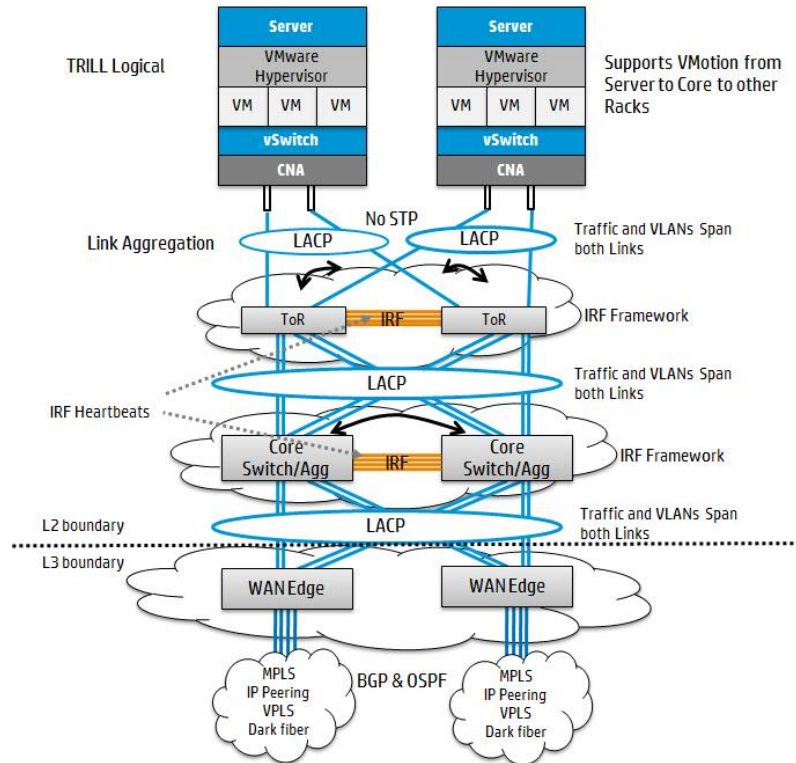 Server
Server
TRILL Logical
VMware
Hypervisor
VMware
Hypervisor
Supports VMotion from
Server to Core to other
Racks
VM VM VM
VM VM VM
vSwitch
vSwitch
CNA
CNA
No STP
Link Aggregation
LACP
LACP
Traffic and VLANs Span
both Links
ToR
IRF
ToR
IRF Framework
LACP
Traffic and VLANs Span
both Links
IRF Heartbeats
Core
Switch/Agg
IRF
Core
Switch/Agg
IRF Framework
L2 boundary
LACP
Traffic and VLANs Span
both Links
L3 boundary
WAN Edge
WAN Edge
MPLS
IP Peering
VPLS
Dark fiber
BGP & OSPF
MPLS
IP Peering
VPLS
Dark fiber